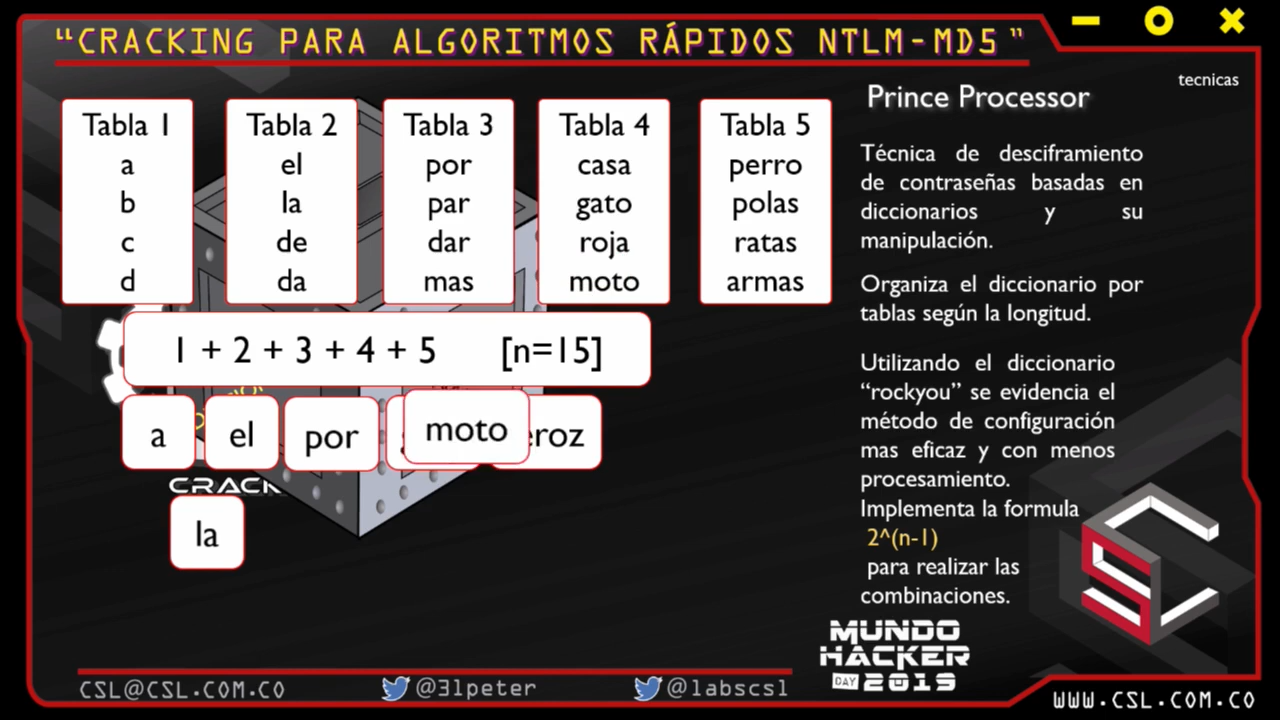 “CRACKING PARA ALGORITMOS RÁPIDOS NTLM-MD5”
tecnicas
Prince Processor
Tabla 1
a
b
c
d
Tabla 2
el
la
de
da
Tabla 3
por
par
dar
mas
Tabla 4
casa
gato
roja
moto
Tabla 5
perro
polas
ratas
armas
1 + 2 + 3 + 4 + 5 [n=15]
a el por moto eroz
la
CRACK
Técnica de desciframiento
de contraseñas basadas en
diccionarios y su
manipulación.
Organiza el diccionario por
tablas según la longitud.
Utilizando el diccionario
“rockyou” se evidencia el
método de configuración
mas eficaz y con menos
procesamiento.
Implementa la formula
2^(n-1)
para realizar las
combinaciones.
MUNDO
HACKER
DAY 2019
CSL@CSL.COM.CO @31peter @labscsl
WWW.CSL.COM.CO